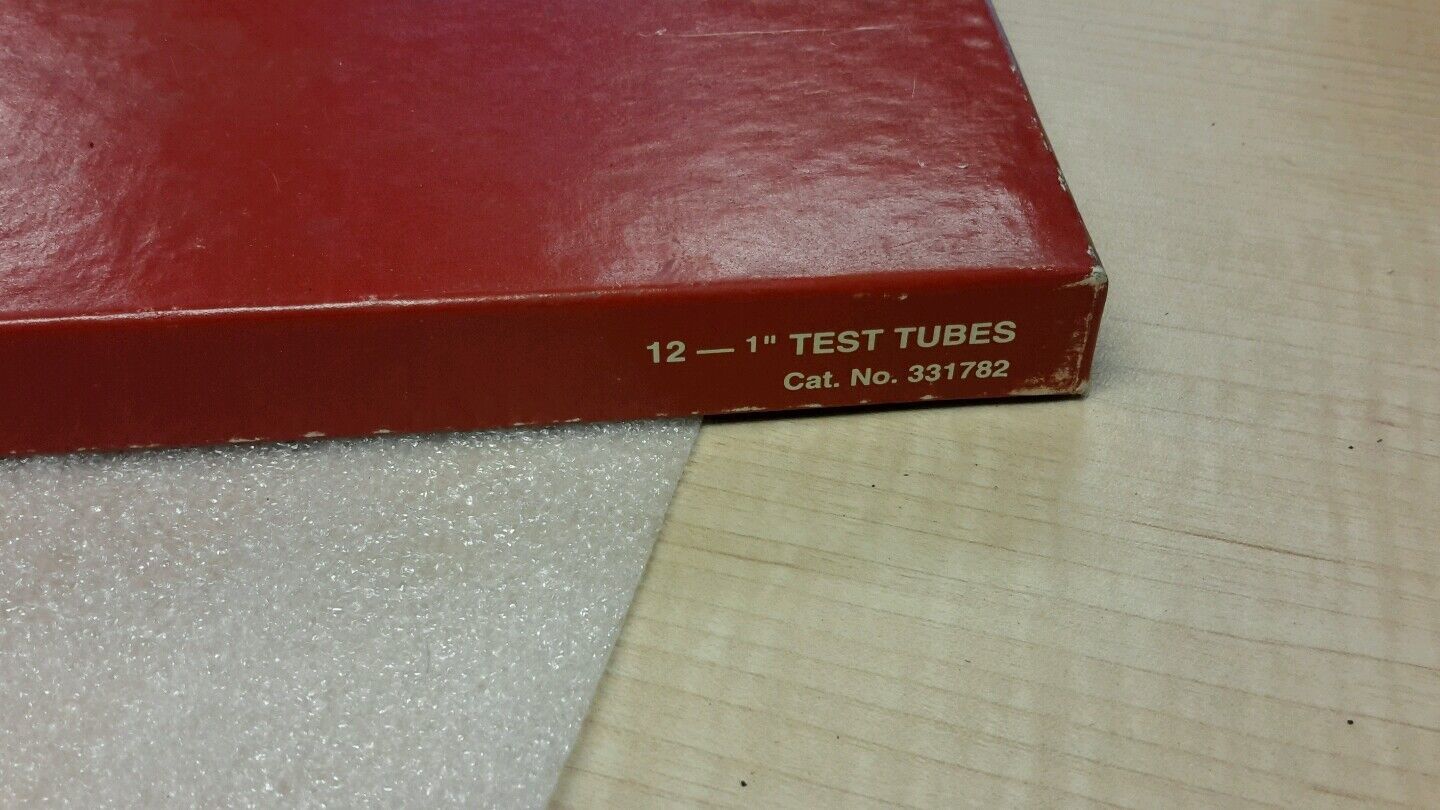 12 — 1" TEST TUBES
Cat. No. 331782